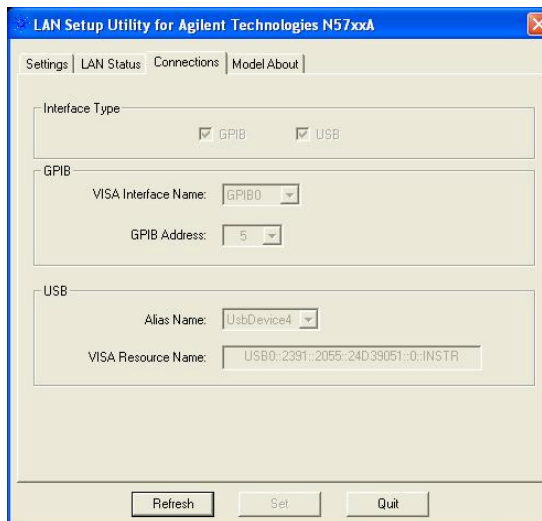 LAN Setup Utility for Agilent Technologies N57xxA
Settings LAN Status Connections Model About
Interface Type
GPIB USB
GPIB
VISA Interface Name: GPIB0
GPIB Address: 5
USB
Alias Name: UsbDevice4
VISA Resource Name: USB0::2391::2055::24D39051::0::INSTR
Refresh Set Quit